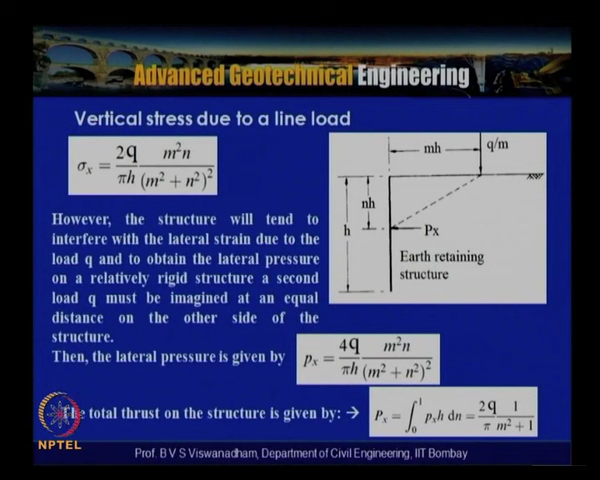 Advanced Geotechnical Engineering
Vertical stress due to a line load
σₓ = 2q/πh m²n/(m² + n²)²
mh
q/m
nh
h
Px
Earth retaining
structure
However, the structure will tend to
interfere with the lateral strain due to the
load q and to obtain the lateral pressure
on a relatively rigid structure a second
load q must be imagined at an equal
distance on the other side of the
structure.
Then, the lateral pressure is given by
pₓ = 4q/πh m²n/(m² + n²)²
The total thrust on the structure is given by: →
Pₓ = ∫₀¹ pₓh dn = 2q/π 1/(m² + 1)
NPTEL
Prof. B V S Viswanadham, Department of Civil Engineering, IIT Bombay